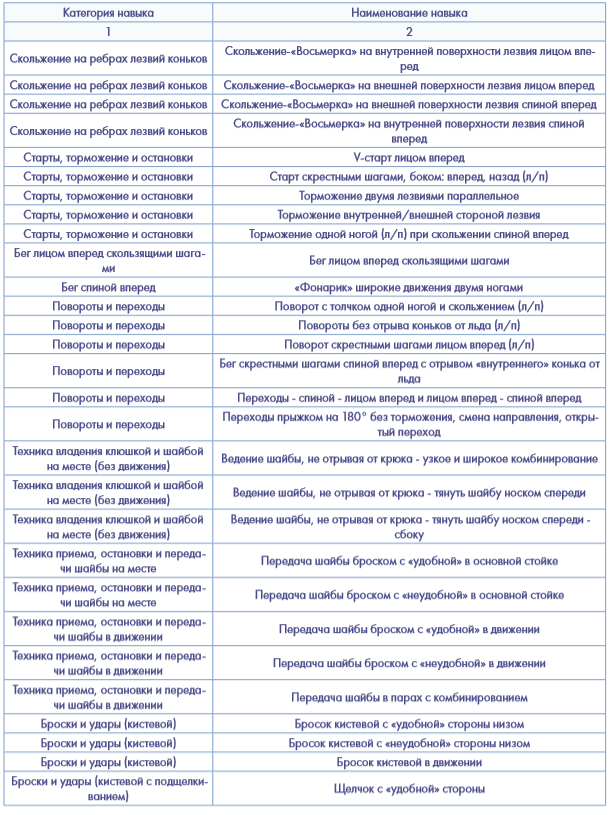 Категория навыка Наименование навыка
1 2
Скольжение на ребрах лезвий коньков Скольжение-«Восьмерка» на внутренней поверхности лезвия лицом впе-
ред
Скольжение на ребрах лезвий коньков Скольжение-«Восьмерка» на внешней поверхности лезвия лицом вперед
Скольжение на ребрах лезвий коньков Скольжение-«Восьмерка» на внешней поверхности лезвия спиной вперед
Скольжение на ребрах лезвий коньков Скольжение-«Восьмерка» на внутренней поверхности лезвия спиной
вперед
Старты, торможение и остановки V-старт лицом вперед
Старты, торможение и остановки Старт скрестными шагами, боком: вперед, назад (л/п)
Старты, торможение и остановки Торможение двумя лезвиями параллельное
Старты, торможение и остановки Торможение внутренней/внешней стороной лезвия
Старты, торможение и остановки Торможение одной ногой (л/п) при скольжении спиной вперед
Бег лицом вперед скользящими шага-
ми Бег лицом вперед скользящими шагами
Бег спиной вперед «Фонарик» широкие движения двумя ногами
Повороты и переходы Поворот с толчком одной ногой и скольжением (л/п)
Повороты и переходы Повороты без отрыва коньков от льда (л/п)
Повороты и переходы Поворот скрестными шагами лицом вперед (л/п)
Повороты и переходы Бег скрестными шагами спиной вперед с отрывом «внутреннего» конька от
льда
Повороты и переходы Переходы - спиной - лицом вперед и лицом вперед - спиной вперед
Повороты и переходы Переходы прыжком на 180° без торможения, смена направления, откры-
тый переход
Техника владения клюшкой и шайбой
на месте (без движения) Ведение шайбы, не отрывая от крюка - узкое и широкое комбинирование
Техника владения клюшкой и шайбой
на месте (без движения) Ведение шайбы, не отрывая от крюка - тянуть шайбу носком спереди
Техника владения клюшкой и шайбой
на месте (без движения) Ведение шайбы, не отрывая от крюка - тянуть шайбу носком спереди -
сбоку
Техника приема, остановки и переда-
чи шайбы на месте Передача шайбы броском с «удобной» в основной стойке
Техника приема, остановки и переда-
чи шайбы на месте Передача шайбы броском с «неудобной» в основной стойке
Техника приема, остановки и переда-
чи шайбы в движении Передача шайбы броском с «удобной» в движении
Техника приема, остановки и переда-
чи шайбы в движении Передача шайбы броском с «неудобной» в движении
Техника приема, остановки и переда-
чи шайбы в движении Передача шайбы в парах с комбинированием
Броски и удары (кистевой) Бросок кистевой с «удобной» стороны низом
Броски и удары (кистевой) Бросок кистевой с «неудобной» стороны низом
Броски и удары (кистевой) Бросок кистевой в движении
Броски и удары (кистевой с подщелки-
ванием) Щелчок с «удобной» стороны